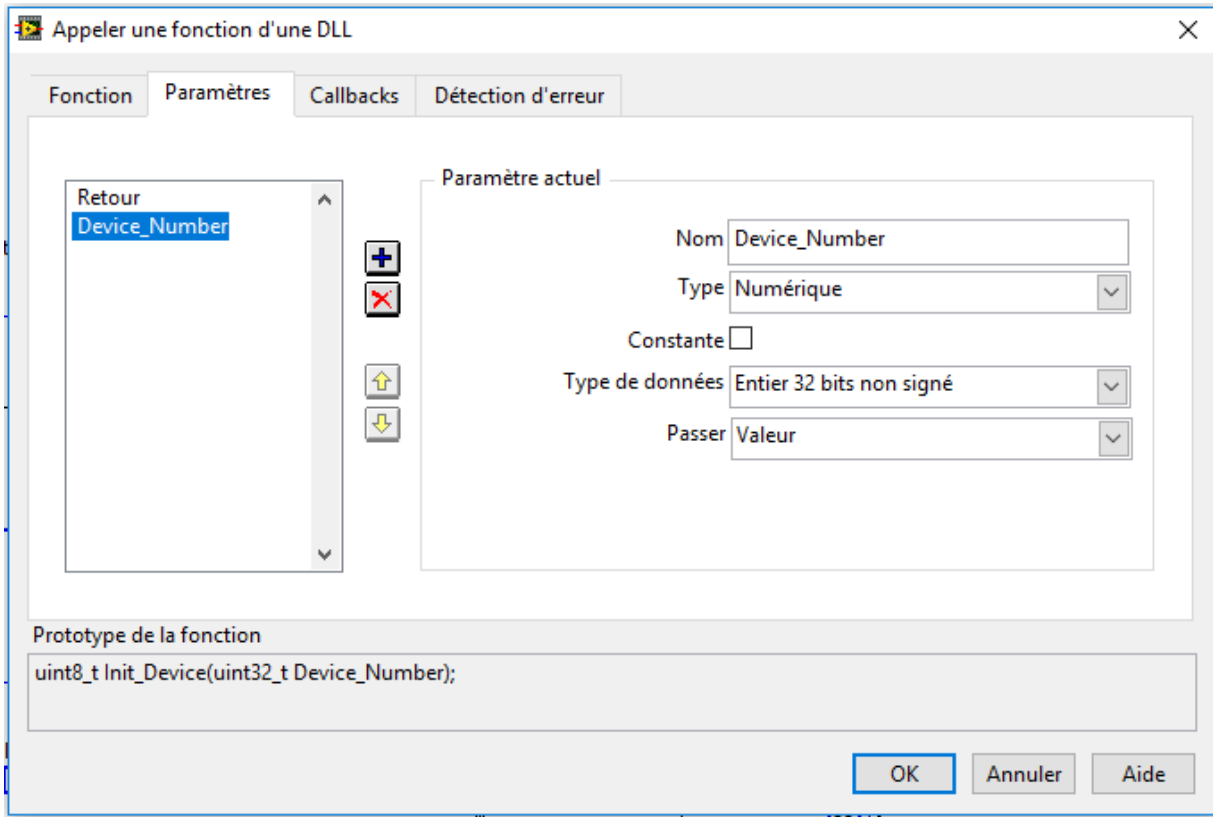 Appeler une fonction d'une DLL
Fonction Paramètres Callbacks Détection d'erreur
Retour
Device_Number
Paramètre actuel
Nom Device_Number
Type Numérique
Constante
Type de données Entier 32 bits non signé
Passer Valeur
Prototype de la fonction
uint8_t Init_Device(uint32_t Device_Number);
OK Annuler Aide